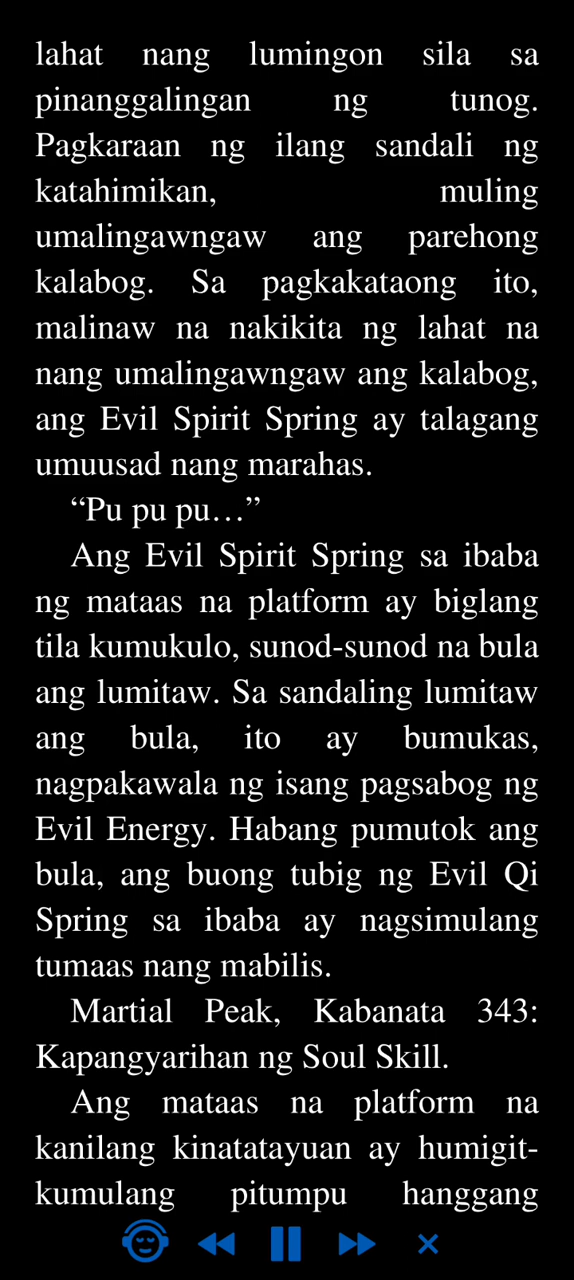 lahat nang lumingon sila sa
pinanggalingan ng tunog.
Pagkaraan ng ilang sandali ng
katahimikan, muling
umalingawngaw ang parehong
kalabog. Sa pagkakataong ito,
malinaw na nakikita ng lahat na
nang umalingawngaw ang kalabog,
ang Evil Spirit Spring ay talagang
umuusad nang marahas.
“Pu pu pu…”
Ang Evil Spirit Spring sa ibaba
ng mataas na platform ay biglang
tila kumukulo, sunod-sunod na bula
ang lumitaw. Sa sandaling lumitaw
ang bula, ito ay bumukas,
nagpakawala ng isang pagsabog ng
Evil Energy. Habang pumutok ang
bula, ang buong tubig ng Evil Qi
Spring sa ibaba ay nagsimulang
tumaas nang mabilis.
Martial Peak, Kabanata 343:
Kapangyarihan ng Soul Skill.
Ang mataas na platform na
kanilang kinatatayuan ay humigit-
kumulang pitumpu hanggang